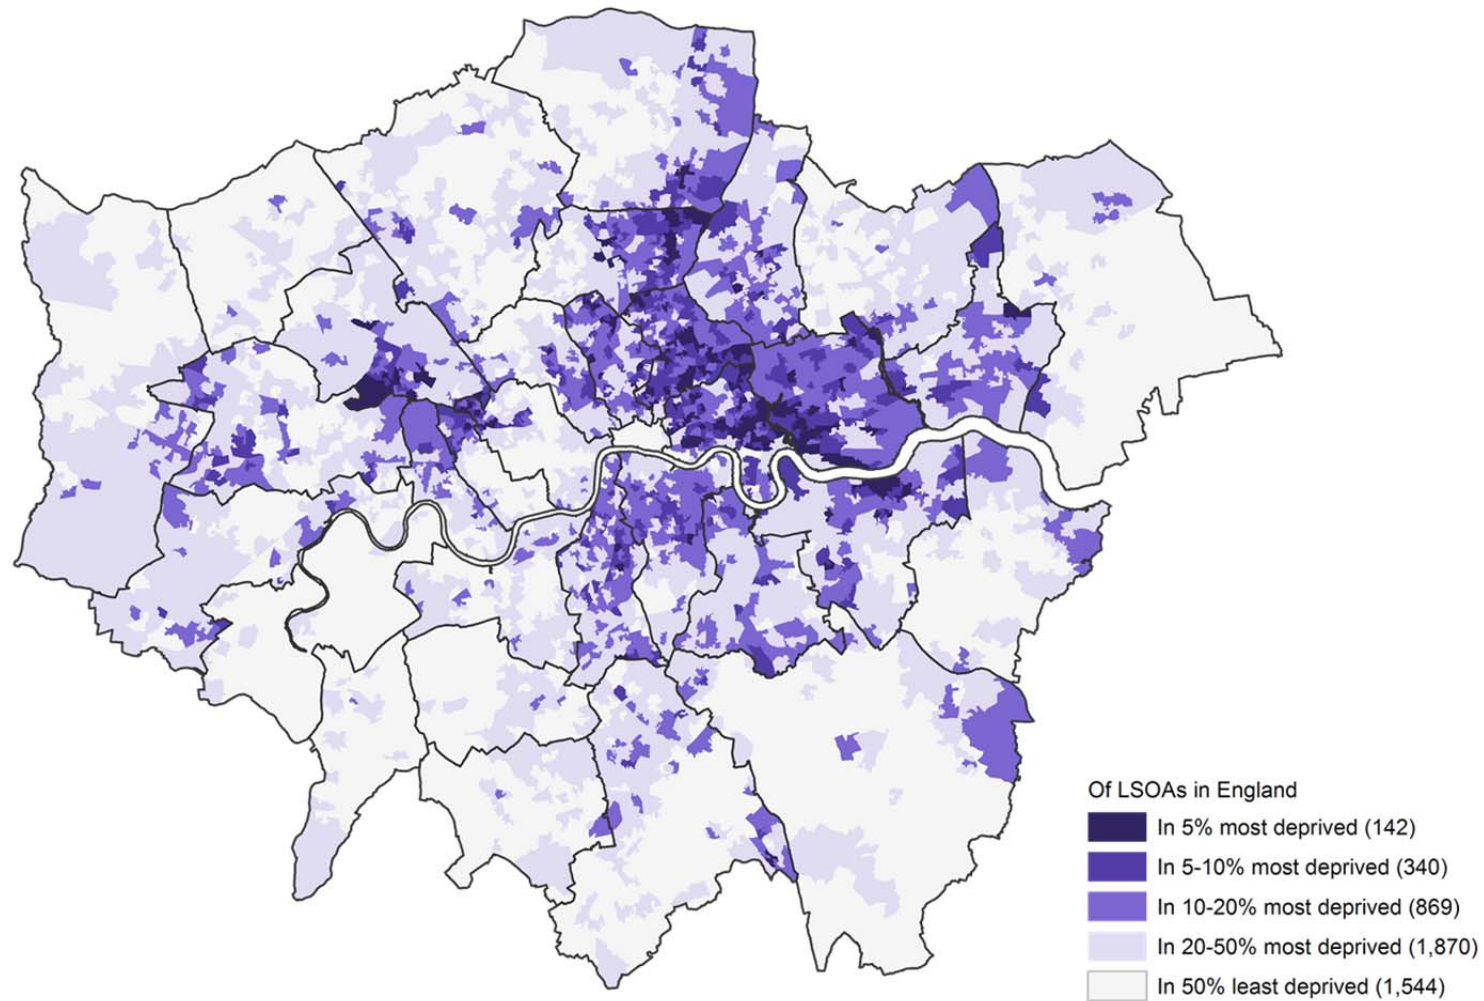 Of LSOAs in England
In 5% most deprived (142)
In 5-10% most deprived (340)
In 10-20% most deprived (869)
In 20-50% most deprived (1,870)
In 50% least deprived (1,544)